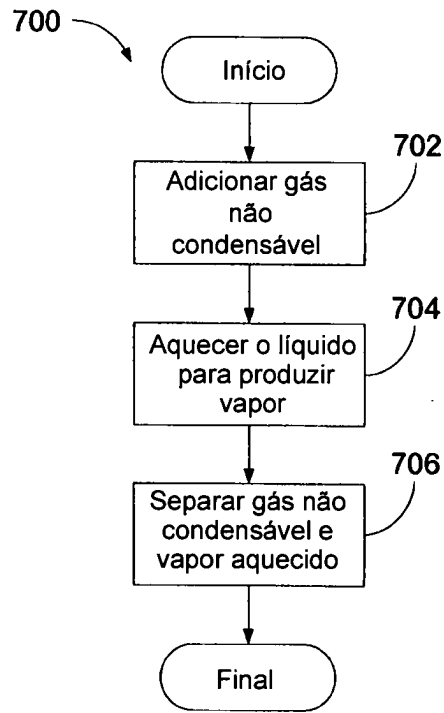 700
Início
702
Adicionar gás
não
condensável
704
Aquecer o líquido
para produzir
vapor
706
Separar gás não
condensável e
vapor aquecido
Final